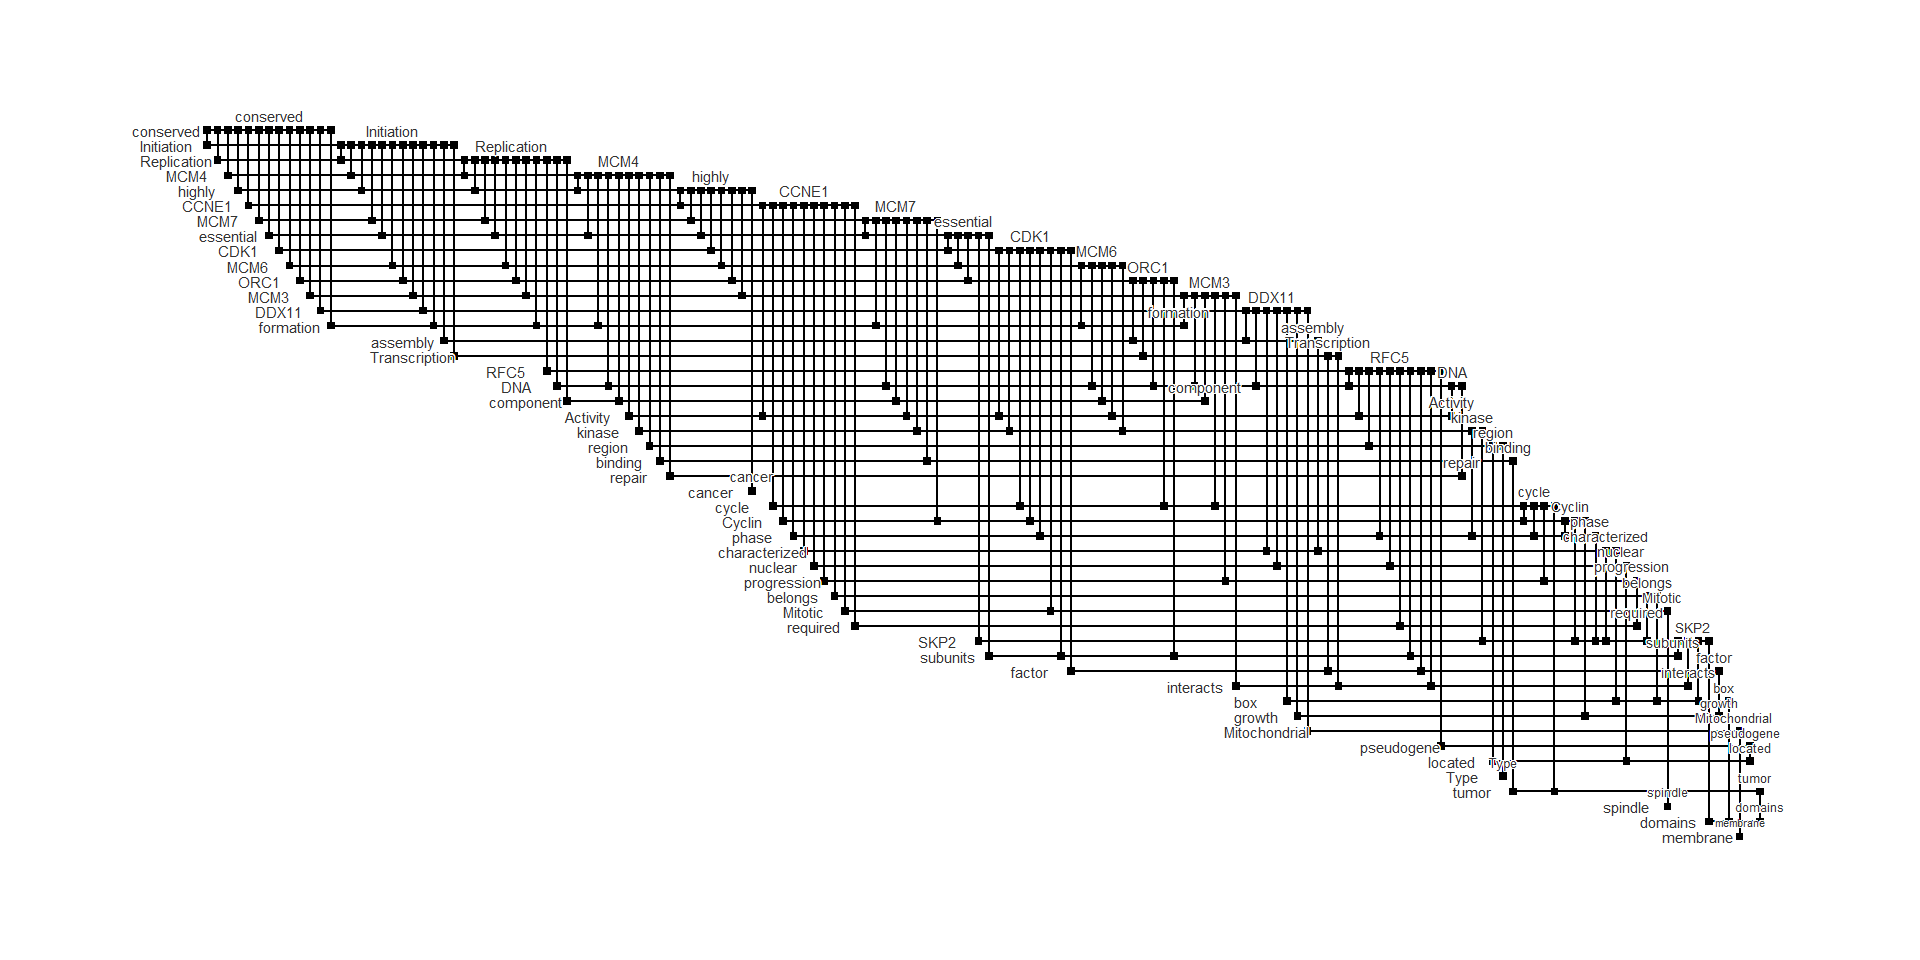 conserved
conserved
Initiation
Initiation
Replication
Replication
MCM4
MCM4
highly
highly
CCNE1
CCNE1
MCM7
MCM7
essential
essential
CDK1
CDK1
MCM6
MCM6
ORC1
ORC1
MCM3
MCM3
DDX11
DDX11
formation
formation
assembly
assembly
Transcription
Transcription
RFC5
RFC5
DNA
DNA
component
component
Activity
Activity
kinase
kinase
region
region
binding
binding
repair
repair
cancer
cancer
cycle
cycle
Cyclin
Cyclin
phase
phase
characterized
characterized
nuclear
nuclear
progression
progression
belongs
belongs
Mitotic
Mitotic
required
required
SKP2
SKP2
subunits
subunits
factor
factor
interacts
interacts
box
box
growth
growth
Mitochondrial
Mitochondrial
pseudogene
pseudogene
located
located
Type
Type
tumor
tumor
spindle
spindle
domains
domains
membrane
membrane